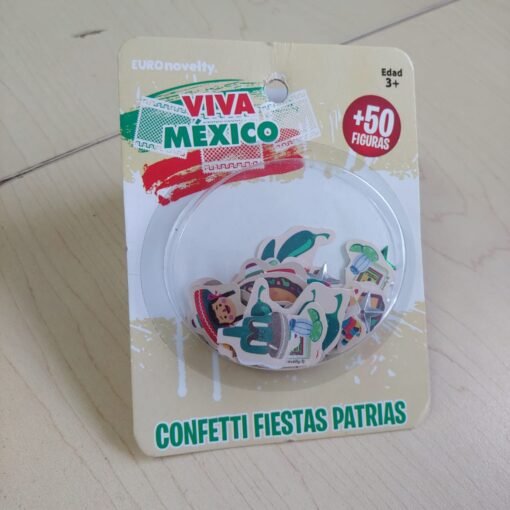 EURO novelty.
Edad
3+
VIVA
MÉXICO
+50
FIGURAS
CONFETTI FIESTAS PATRIAS